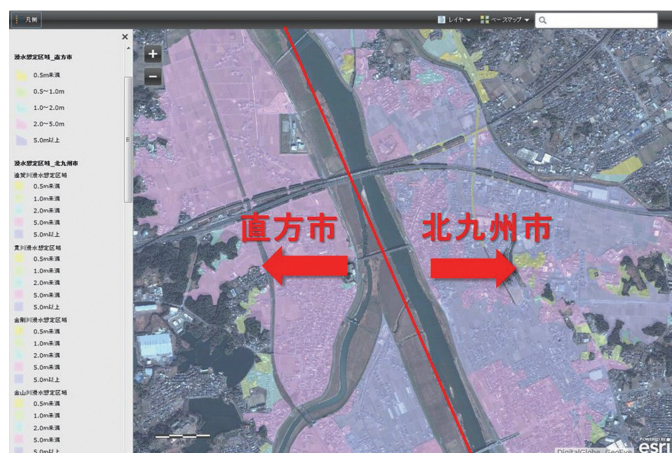 凡例
レイヤ
ベースマップ
浸水想定区域_直方市
0.5m未満
0.5~1.0m
1.0~2.0m
2.0~5.0m
5.0m以上
浸水想定区域_北九州市
遠賀川浸水想定区域
0.5m未満
1.0m未満
2.0m未満
5.0m未満
5.0m以上
貫川浸水想定区域
0.5m未満
1.0m未満
2.0m未満
5.0m未満
5.0m以上
金剛川浸水想定区域
0.5m未満
1.0m未満
2.0m未満
5.0m未満
5.0m以上
金山川浸水想定区域
0.5m未満
1.0m未満
2.0m未満
5.0m未満
5.0m以上
直方市
北九州市
POWERED BY
esri
DigitalGlobe, GeoEye